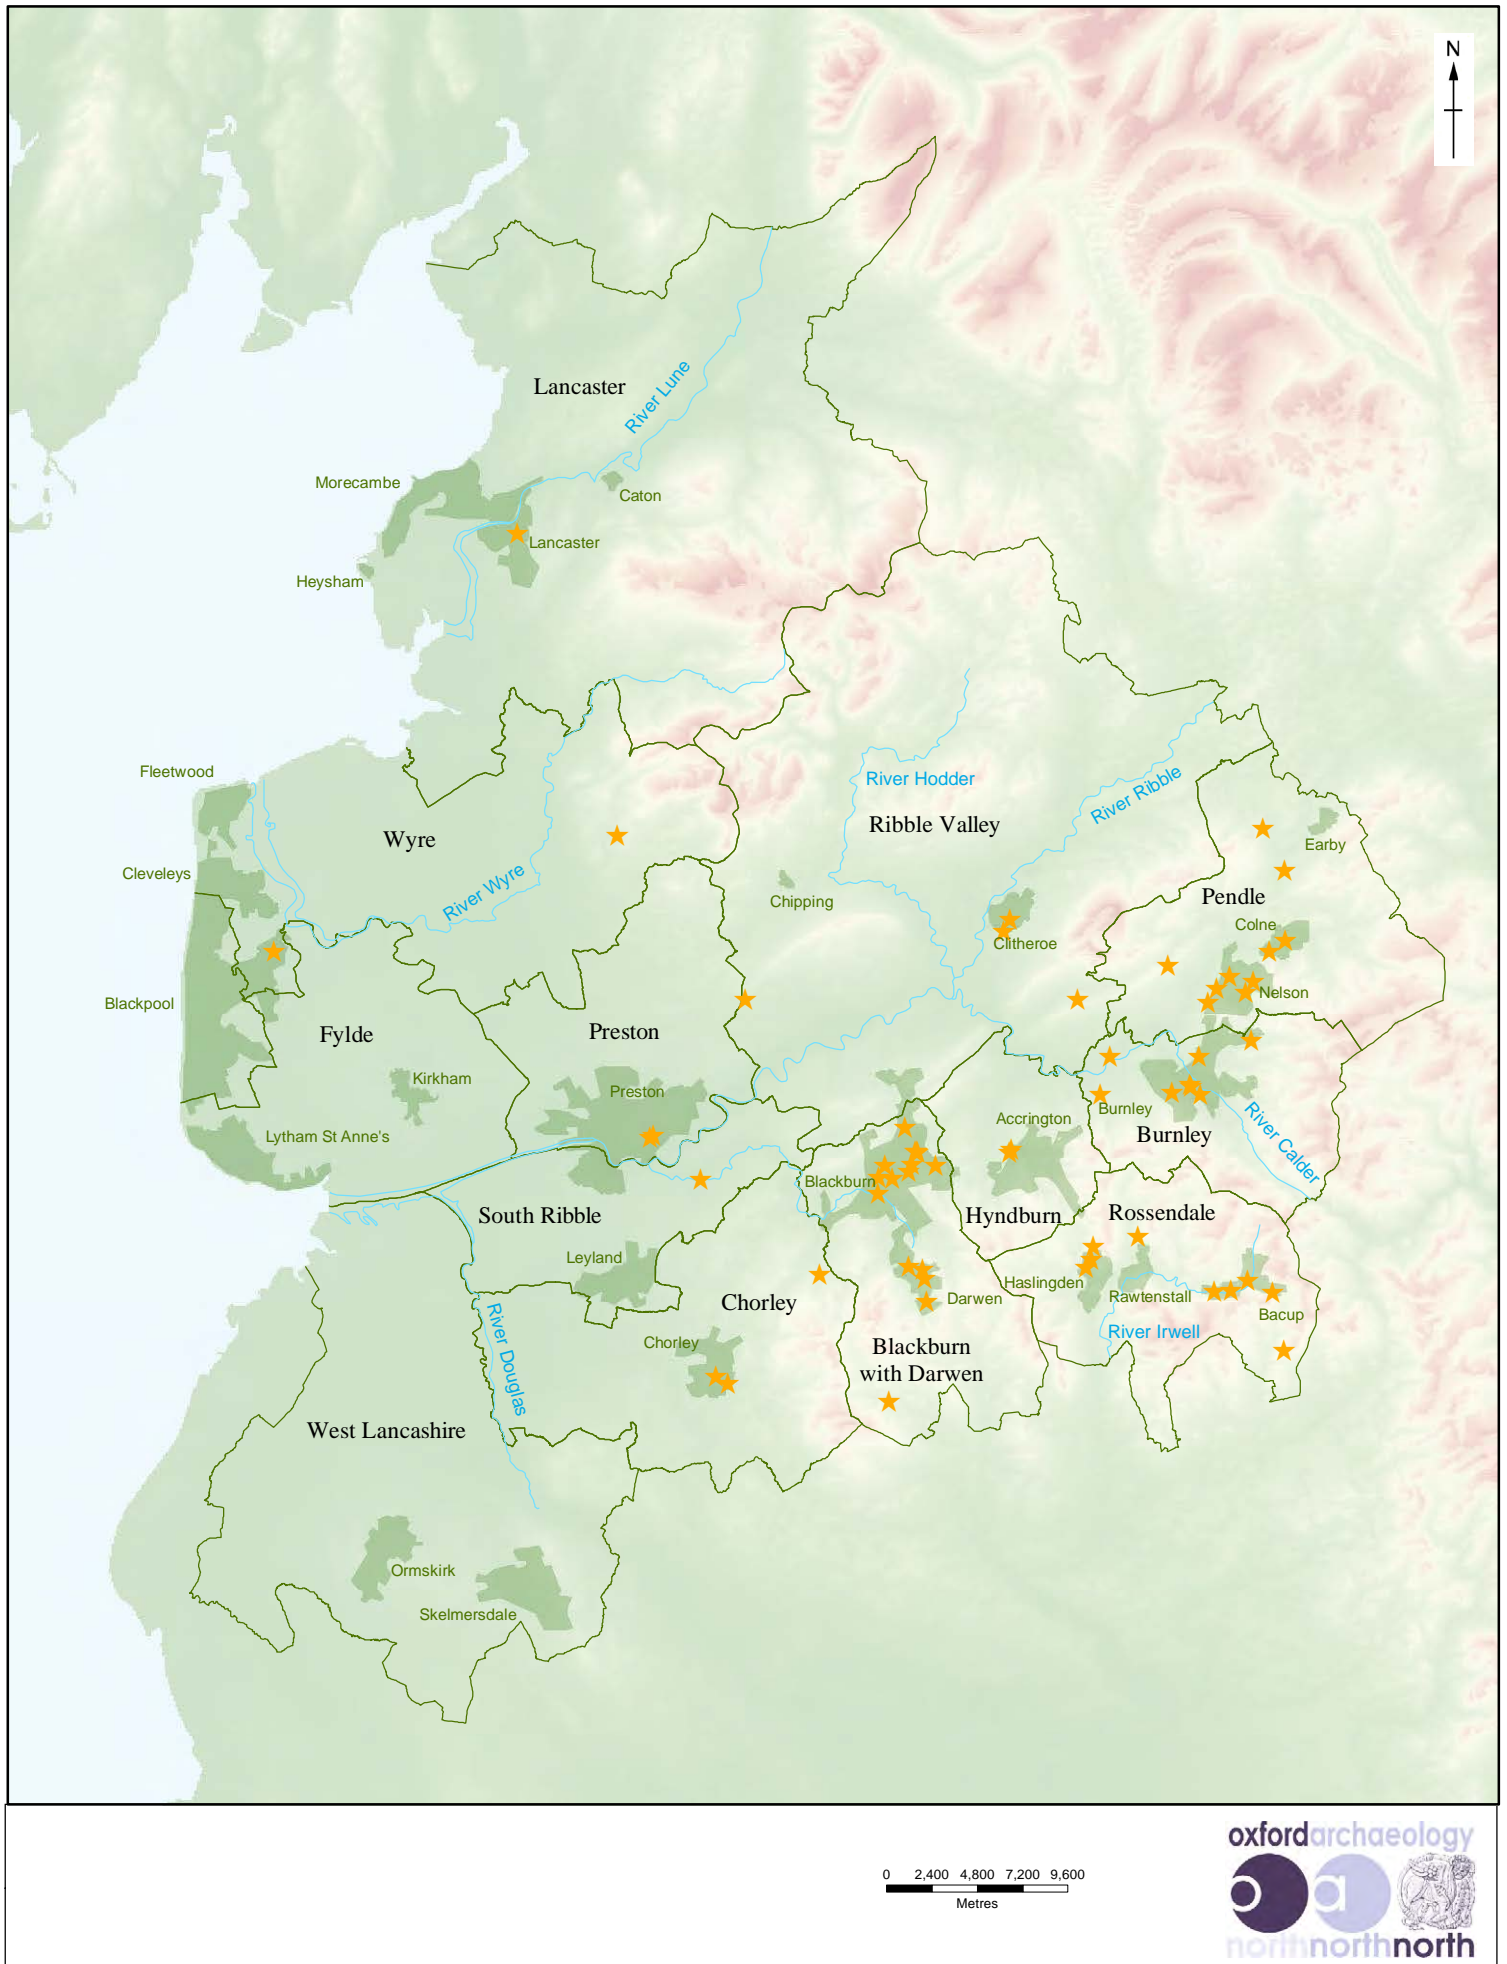 N
Lancaster
River Lune
Morecambe
Caton
Lancaster
Heysham
Fleetwood
River Hodder
River Ribble
Wyre
Ribble Valley
Earby
Cleveleys
River Wyre
Chipping
Pendle
Colne
Clitheroe
Blackpool
Nelson
Fylde
Preston
Kirkham
Preston
Burnley
Accrington
Lytham St Anne's
Burnley
River Calder
Blackburn
South Ribble
Hyndburn
Rossendale
Leyland
Haslingden
Rawtenstall
Darwen
Chorley
Bacup
River Douglas
River Irwell
Chorley
Blackburn
with Darwen
West Lancashire
Ormskirk
Skelmersdale
oxfordarchaeology
0 2,400 4,800 7,200 9,600
Metres
a
northnorthnorth